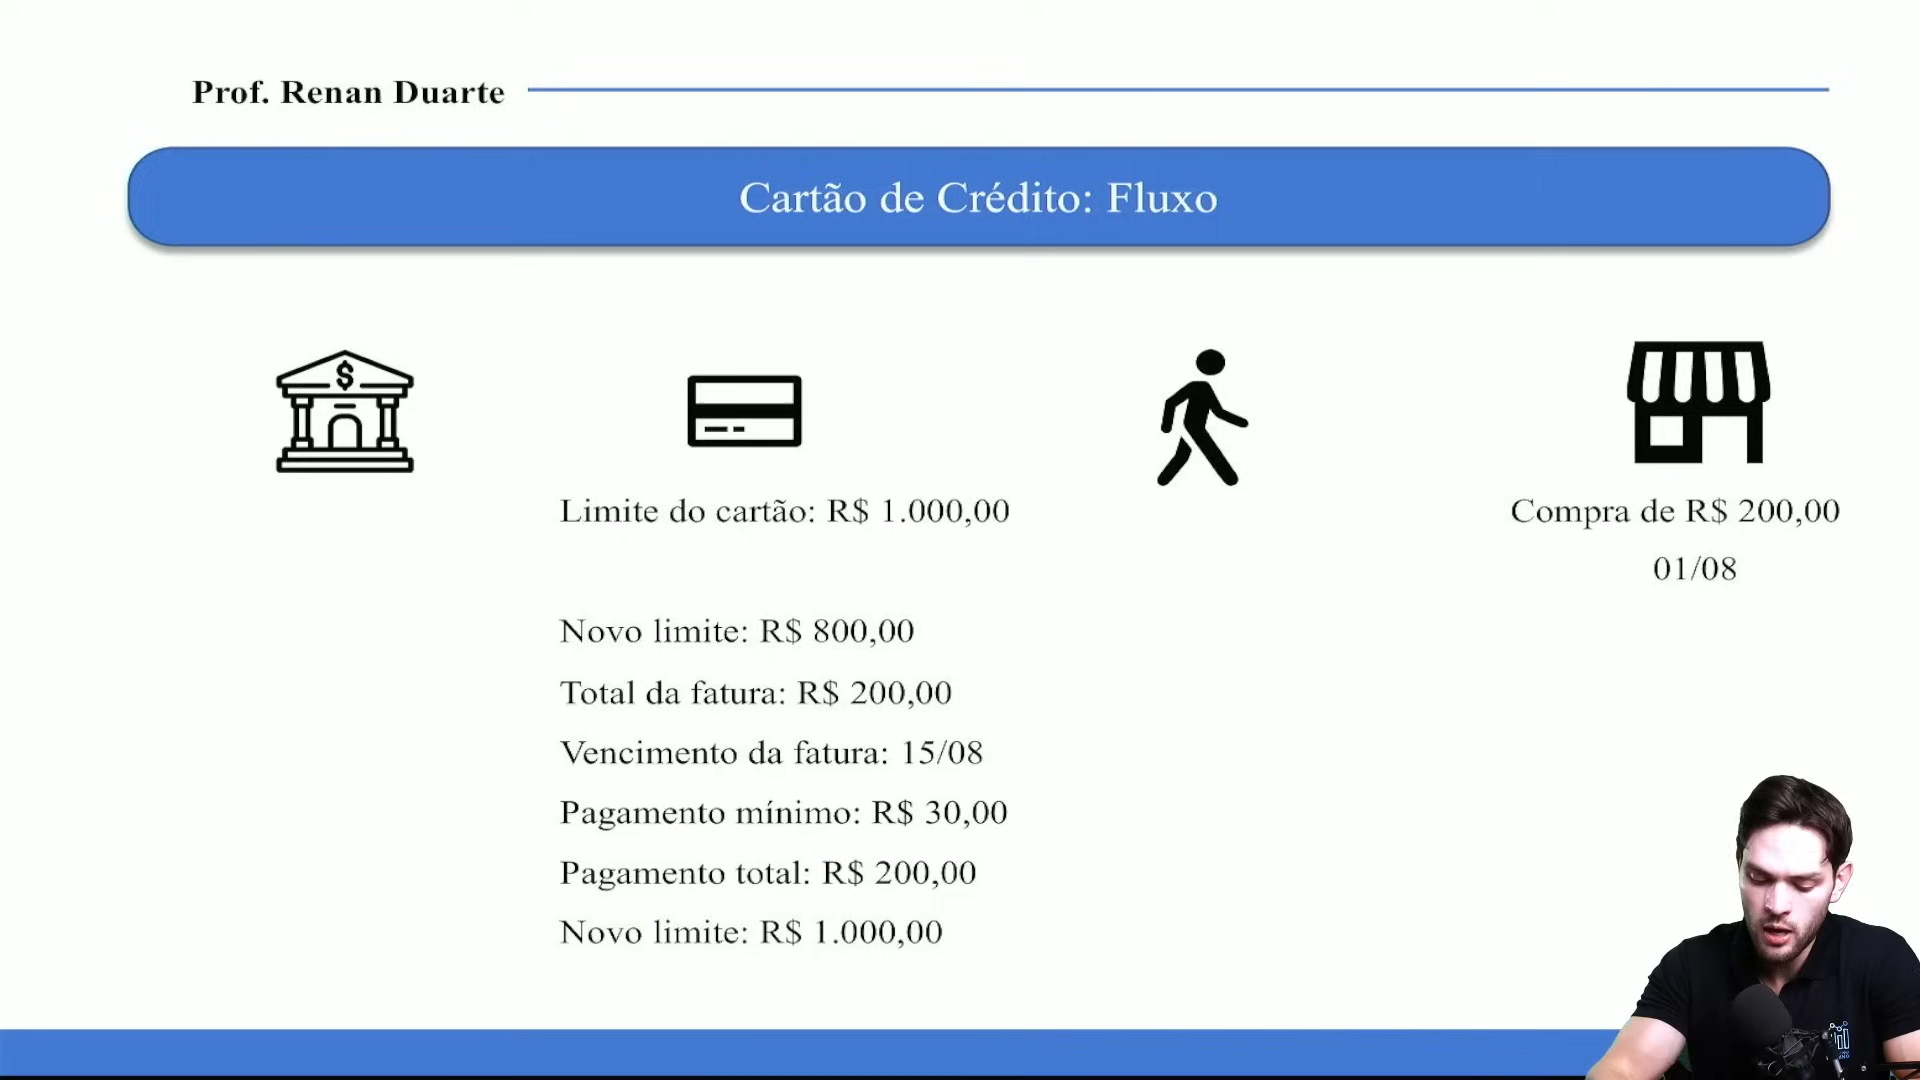 Prof. Renan Duarte
Cartão de Crédito: Fluxo
$
Limite do cartão: R$ 1.000,00
Compra de R$ 200,00
01/08
Novo limite: R$ 800,00
Total da fatura: R$ 200,00
Vencimento da fatura: 15/08
Pagamento mínimo: R$ 30,00
Pagamento total: R$ 200,00
Novo limite: R$ 1.000,00